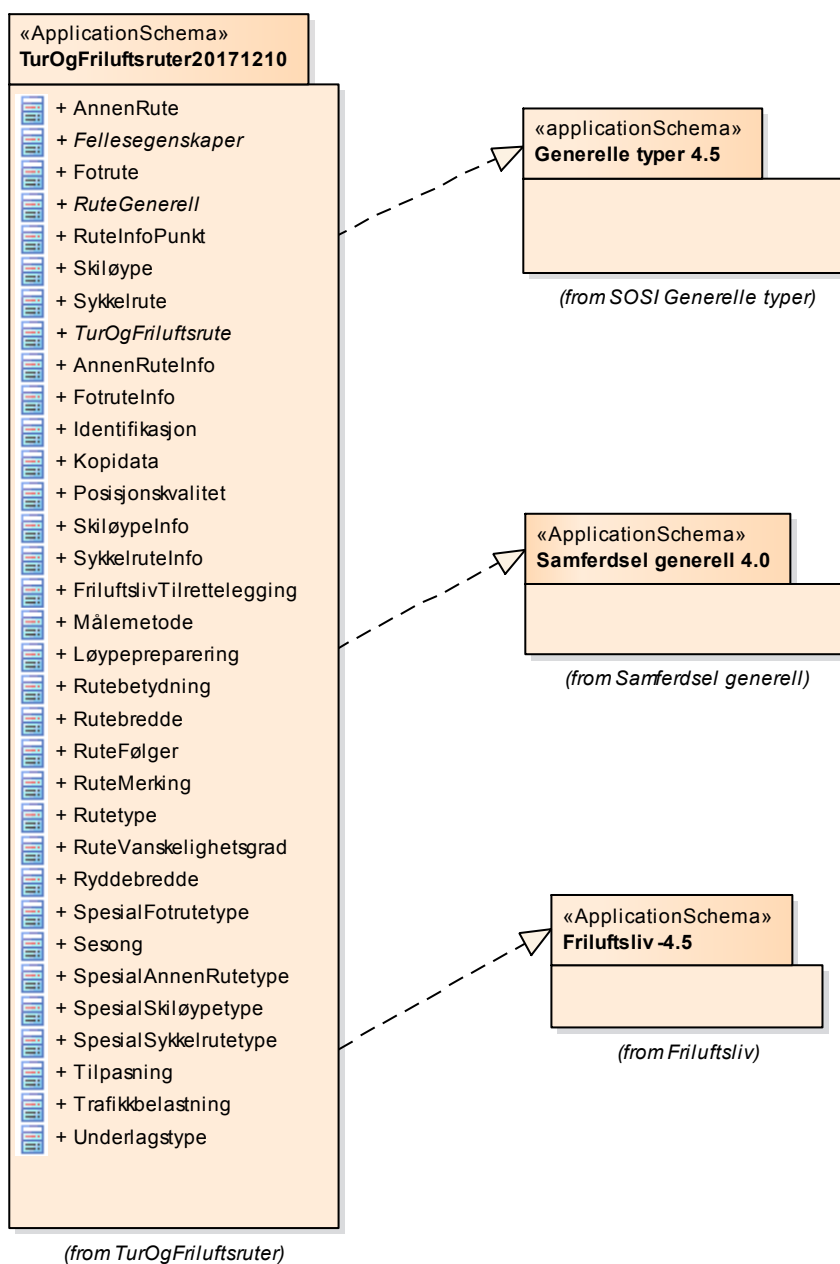 «ApplicationSchema»
TurOgFriluftsruter20171210
+ AnnenRute
+ Fellesegenskaper
+ Fotrute
+ RuteGenerell
+ RuteInfoPunkt
+ Skiløype
+ Sykkelrute
+ TurOgFriluftsrute
+ AnnenRuteInfo
+ FotruteInfo
+ Identifikasjon
+ Kopidata
+ Posisjonskvalitet
+ SkiløypeInfo
+ SykkelruteInfo
+ FriluftslivTilrettelegging
+ Målemetode
+ Løypepreparering
+ Rutebetydning
+ Rutebredde
+ RuteFølger
+ RuteMerking
+ Rutetype
+ RuteVanskelighetsgrad
+ Ryddebredde
+ SpesialFotrutetype
+ Sesong
+ SpesialAnnenRutetype
+ SpesialSkiløypetype
+ SpesialSykkelrutetype
+ Tilpasning
+ Trafikkbelastning
+ Underlagstype
(from TurOgFriluftsruter)
«applicationSchema»
Generelle typer 4.5
(from SOSI Generelle typer)
«ApplicationSchema»
Samferdsel generell 4.0
(from Samferdsel generell)
«ApplicationSchema»
Friluftsliv-4.5
(from Friluftsliv)